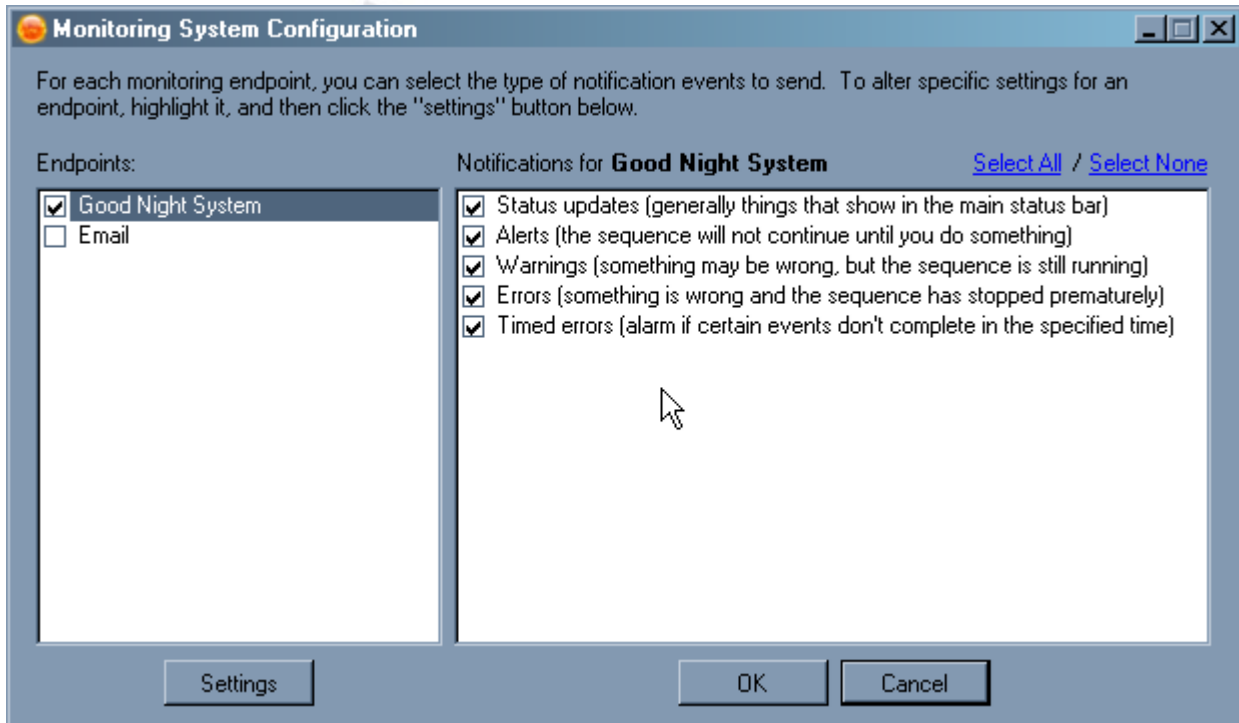 Monitoring System Configuration
For each monitoring endpoint, you can select the type of notification events to send. To alter specific settings for an
endpoint, highlight it, and then click the "settings" button below.
Endpoints:
Notifications for Good Night System
Select All / Select None
Good Night System
Email
Status updates (generally things that show in the main status bar)
Alerts (the sequence will not continue until you do something)
Warnings (something may be wrong, but the sequence is still running)
Errors (something is wrong and the sequence has stopped prematurely)
Timed errors (alarm if certain events don't complete in the specified time)
Settings
OK
Cancel